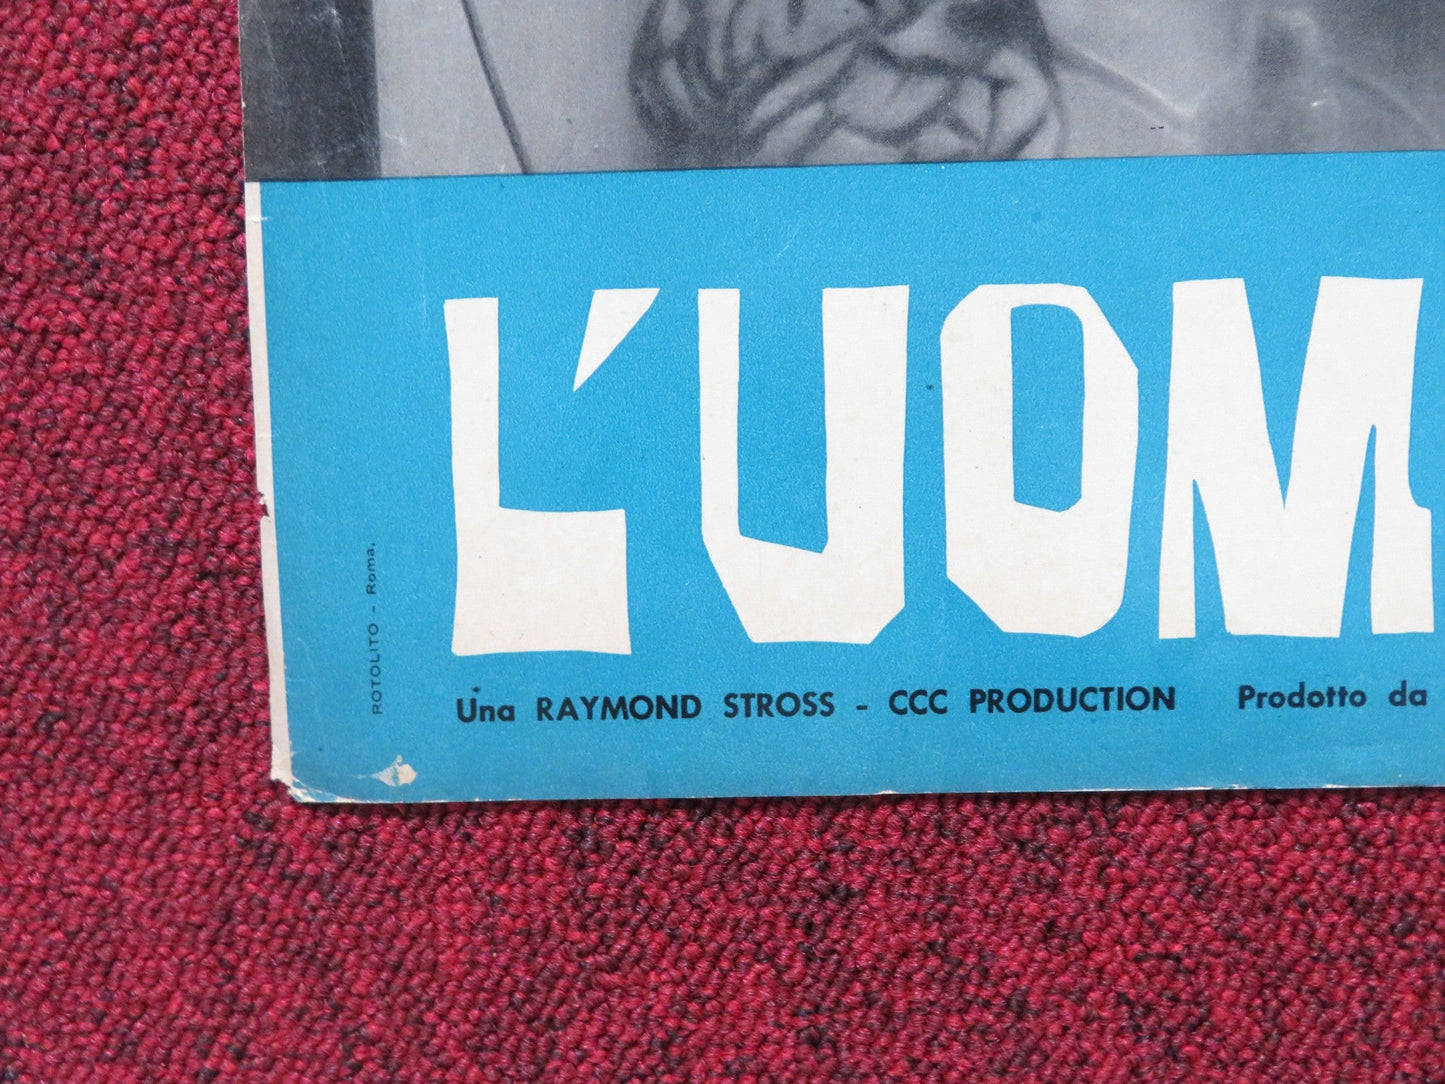 L'UOM
Una RAYMOND STROSS - CCC PRODUCTION Prodotto da
ROTOLITO - Roma.